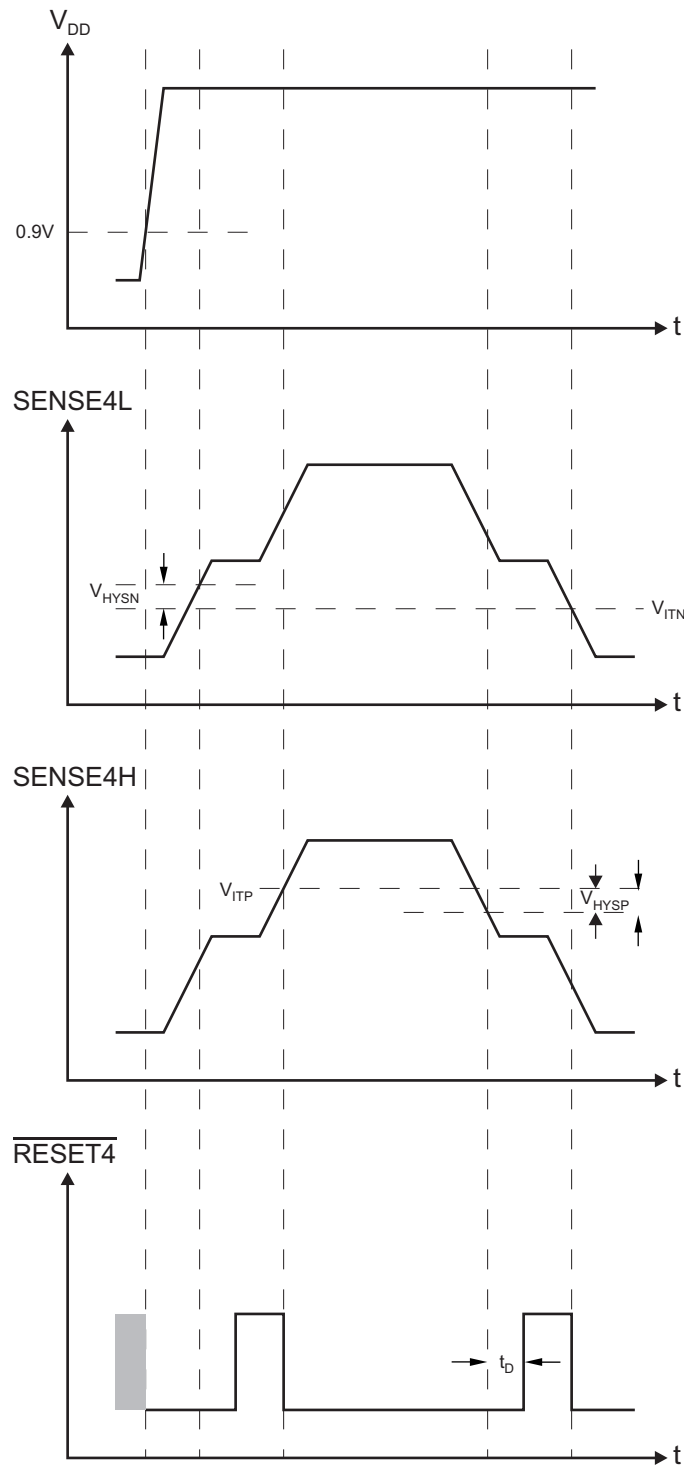 V_DD
0.9V
t
SENSE4L
V_HYSN
V_ITN
t
SENSE4H
V_ITP
V_HYSP
t
RESET4
t_D
t